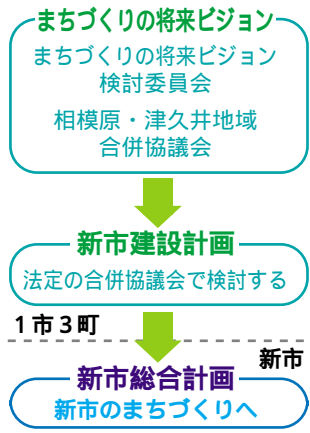 まちづくりの将来ビジョン
まちづくりの将来ビジョン
検討委員会
相模原・津久井地域
合併協議会
新市建設計画
法定の合併協議会で検討する
1市3町
新市
新市総合計画
新市のまちづくりへ